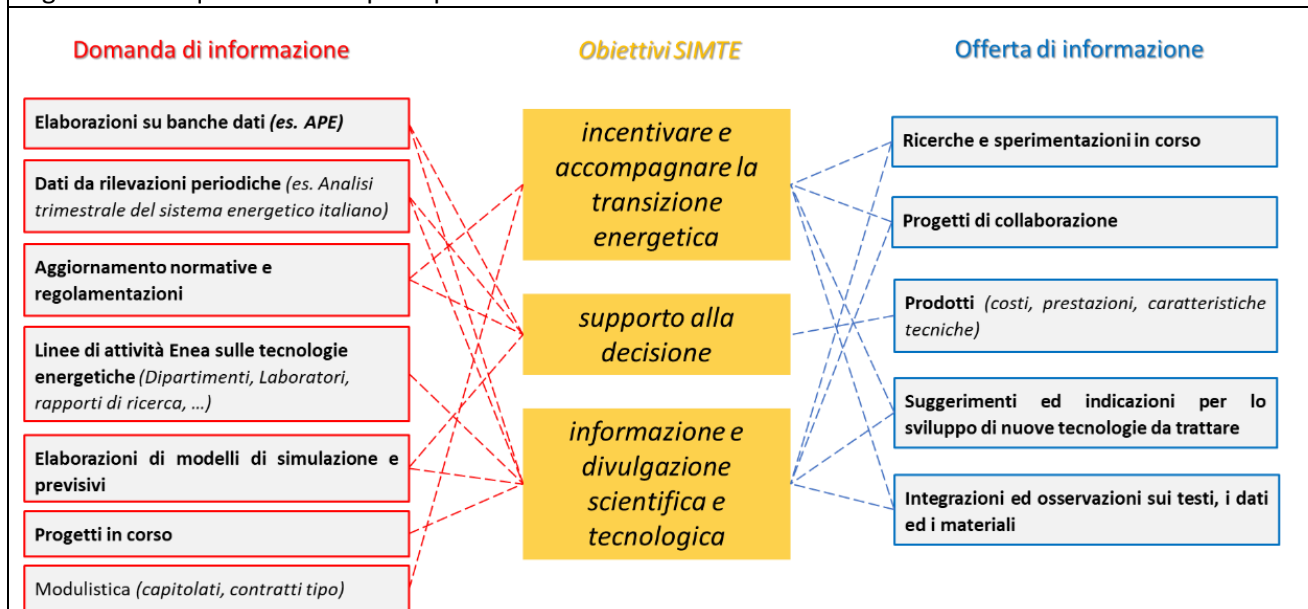 Domanda di informazione
Elaborazioni su banche dati (es. APE)
Dati da rilevazioni periodiche (es. Analisi
trimestrale del sistema energetico italiano)
Aggiornamento normative e
regolamentazioni
Linee di attività Enea sulle tecnologie
energetiche (Dipartimenti, Laboratori,
rapporti di ricerca, ...)
Elaborazioni di modelli di simulazione e
previsivi
Progetti in corso
Modulistica (capitolati, contratti tipo)
Obiettivi SIMTE
incentivare e
accompagnare la
transizione
energetica
supporto alla
decisione
informazione e
divulgazione
scientifica e
tecnologica
Offerta di informazione
Ricerche e sperimentazioni in corso
Progetti di collaborazione
Prodotti (costi, prestazioni, caratteristiche
tecniche)
Suggerimenti ed indicazioni per lo
sviluppo di nuove tecnologie da trattare
Integrazioni ed osservazioni sui testi, i dati
ed i materiali